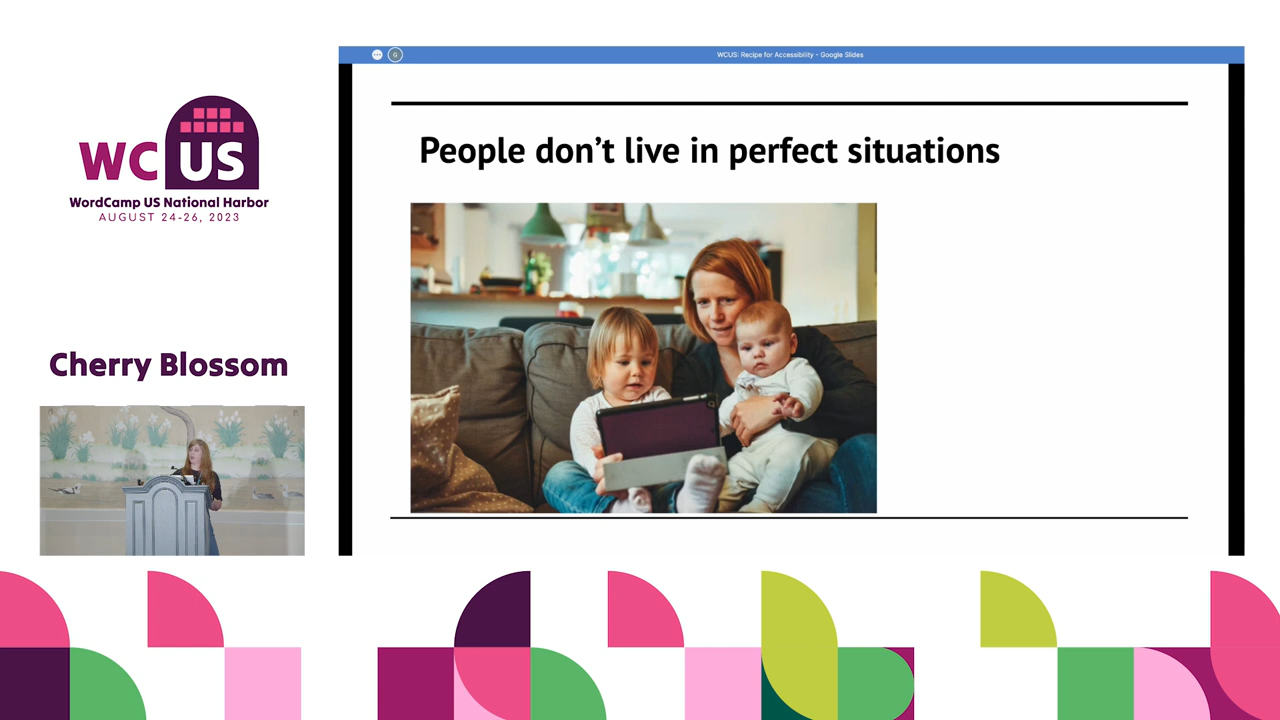 WC US
WordCamp US National Harbor
AUGUST 24-26, 2023
Cherry Blossom
G
WCUS: Recipe for Accessibility - Google Slides
People don’t live in perfect situations